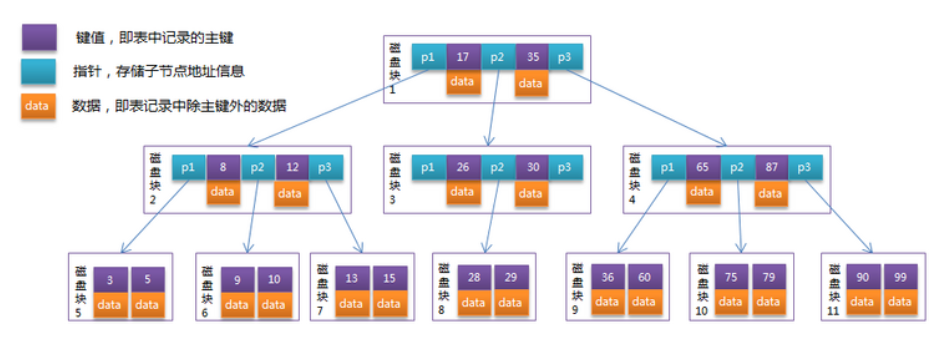 键值，即表中记录的主键
指针，存储子节点地址信息
data 数据，即表记录中除主键外的数据
磁盘块1
p1 17 p2 35 p3
data data
磁盘块2
p1 8 p2 12 p3
data data
磁盘块3
p1 26 p2 30 p3
data data
磁盘块4
p1 65 p2 87 p3
data data
磁盘块5
3 5
data data
磁盘块6
9 10
data data
磁盘块7
13 15
data data
磁盘块8
28 29
data data
磁盘块9
36 60
data data
磁盘块10
75 79
data data
磁盘块11
90 99
data data